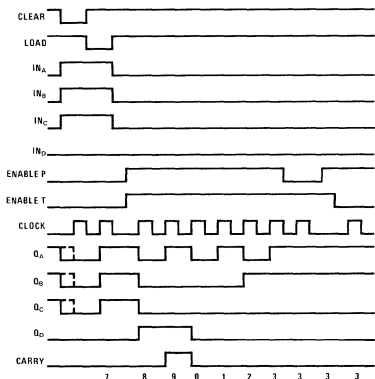 CLEAR
LOAD
IN_A
IN_B
IN_C
IN_D
ENABLE P
ENABLE T
CLOCK
Q_A
Q_B
Q_C
Q_D
CARRY
7 8 9 0 1 2 3 3 3 3